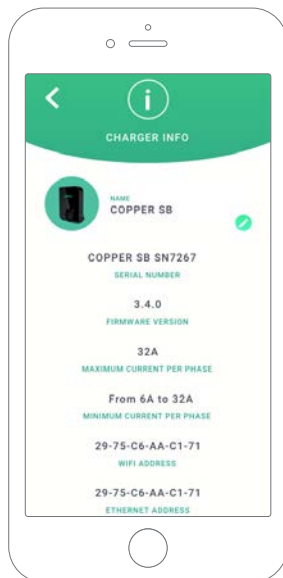 CHARGER INFO
NAME
COPPER SB
COPPER SB SN7267
SERIAL NUMBER
3.4.0
FIRMWARE VERSION
32A
MAXIMUM CURRENT PER PHASE
From 6A to 32A
MINIMUM CURRENT PER PHASE
29-75-C6-AA-C1-71
WIFI ADDRESS
29-75-C6-AA-C1-71
ETHERNET ADDRESS